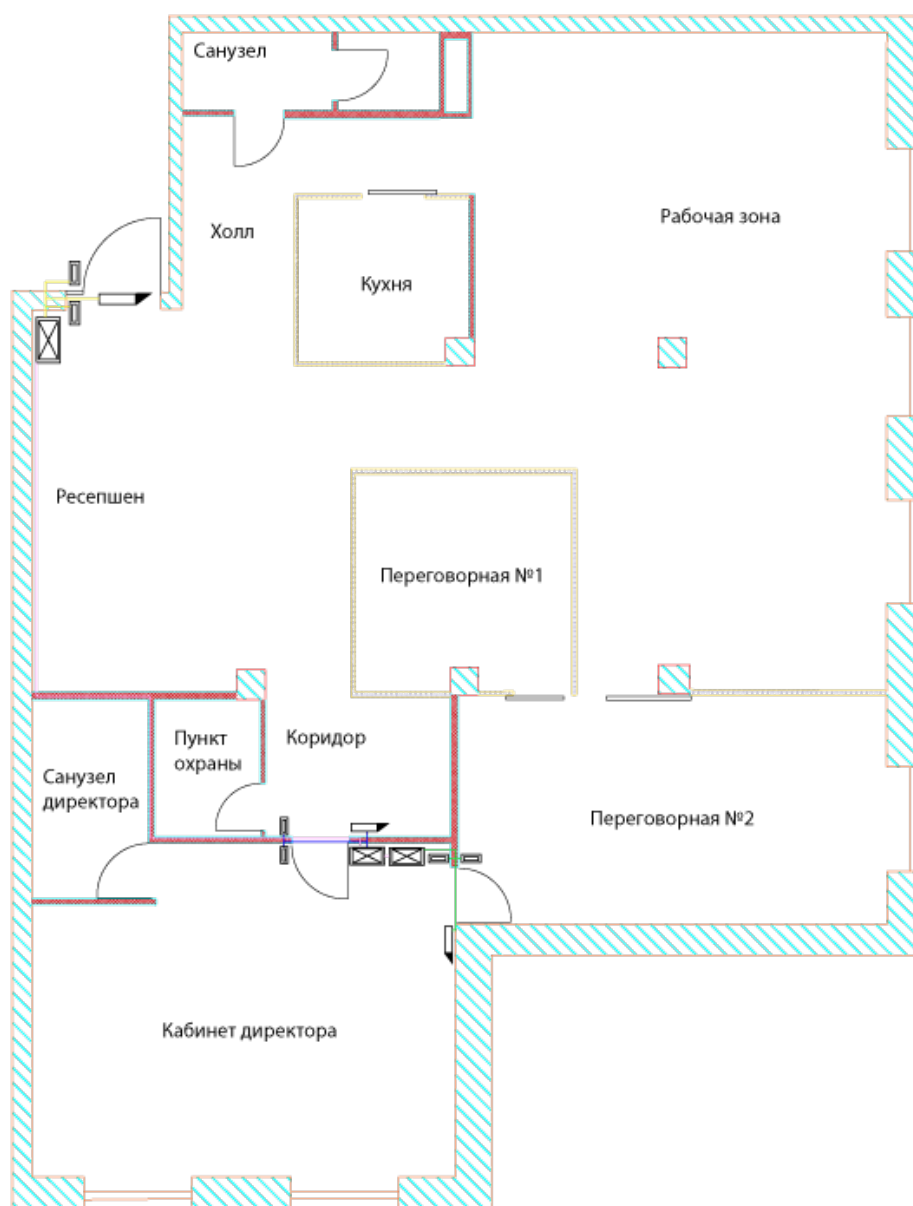 Санузел
Холл
Рабочая зона
Кухня
Ресепшен
Переговорная №1
Пункт
охраны
Коридор
Санузел
директора
Переговорная №2
Кабинет директора